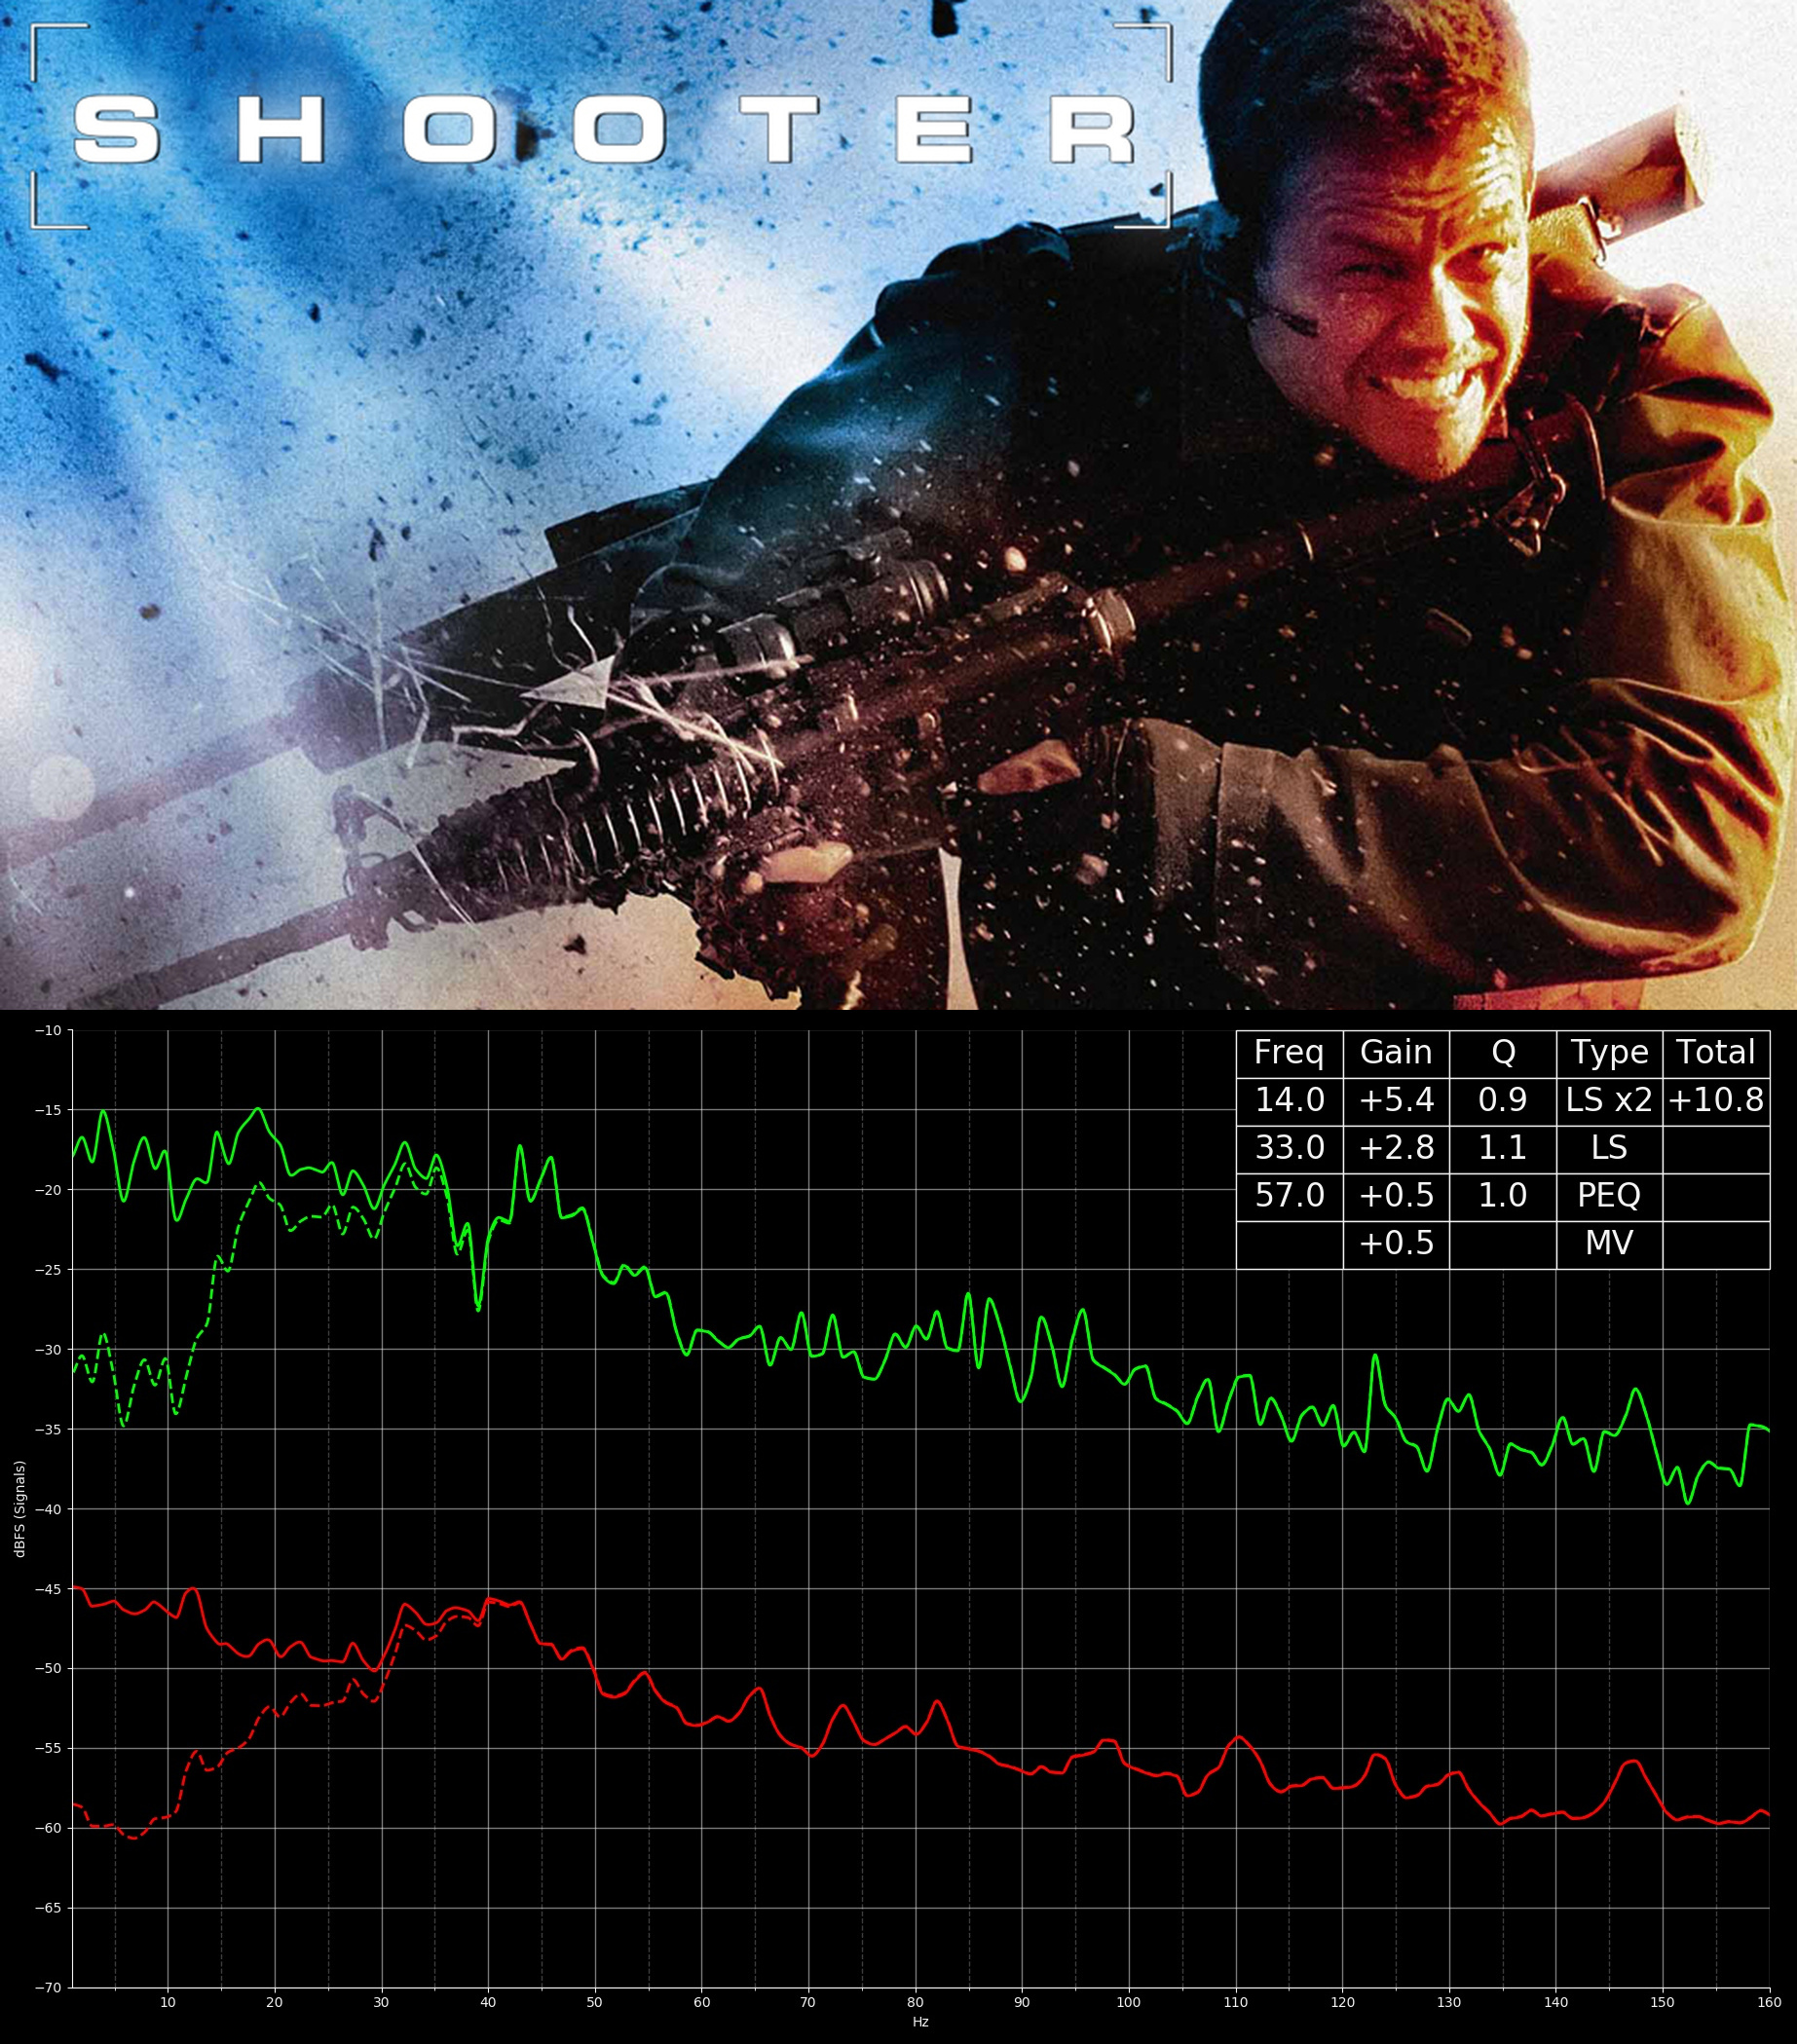 SHOOTER
Freq Gain Q Type Total
14.0 +5.4 0.9 LS x2 +10.8
33.0 +2.8 1.1 LS
57.0 +0.5 1.0 PEQ
+0.5 MV
−10
−15
−20
−25
−30
−35
−40
−45
−50
−55
−60
−65
−70
dBFS (Signals)
10 20 30 40 50 60 70 80 90 100 110 120 130 140 150 160
Hz